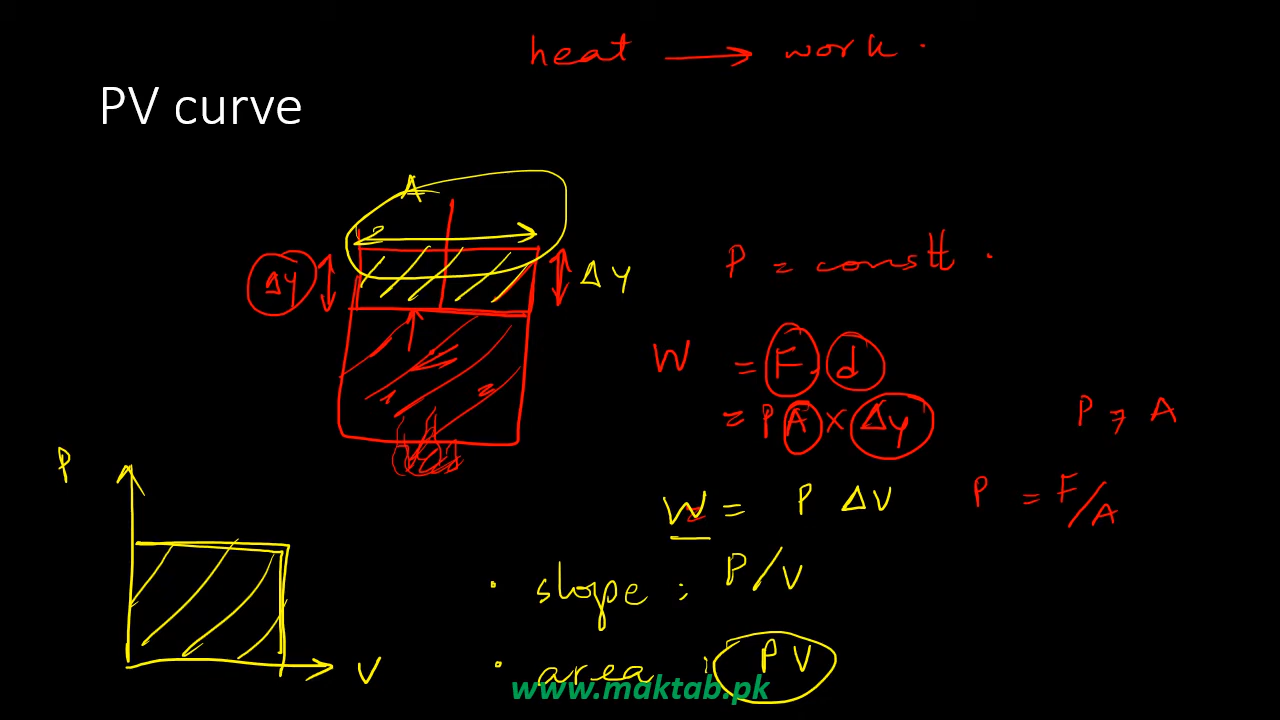 heat → work .
PV curve
A
Δy
Δy
P = constt .
W = F d
= P A × Δy
P , A
W = P ΔV
P = F/A
P
V
• slope : P/V
• area : PV
www.maktab.pk